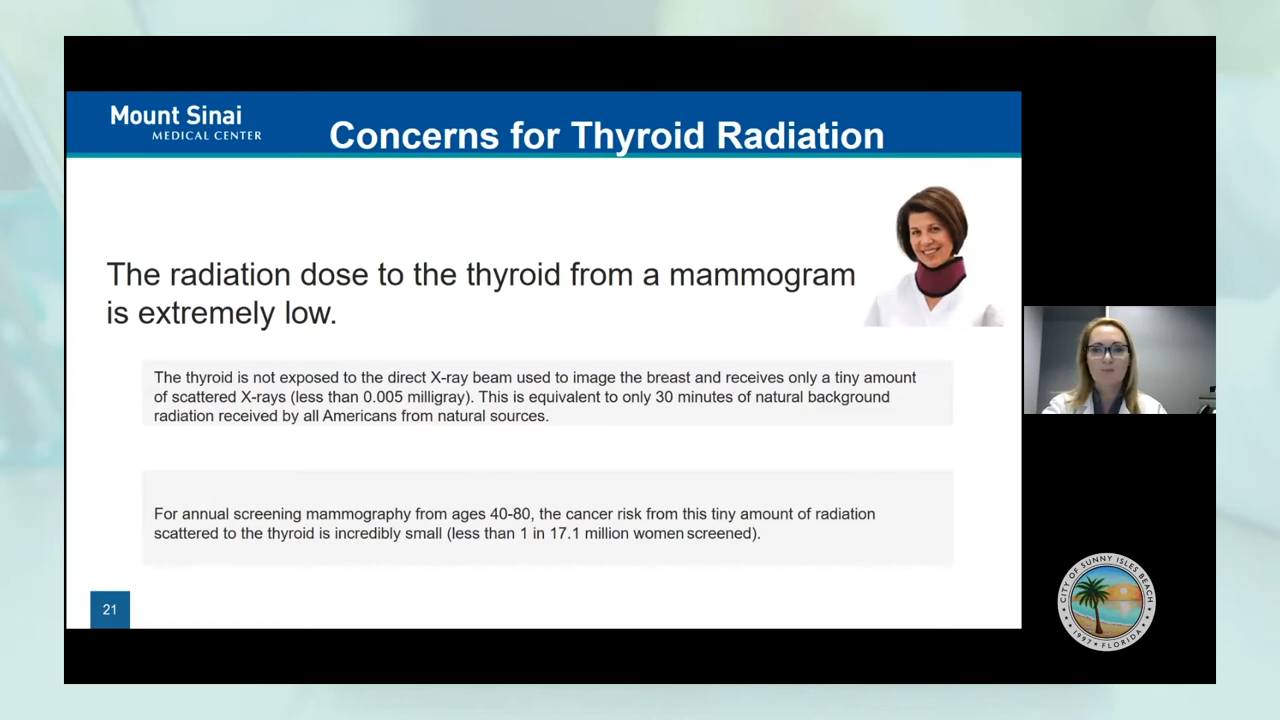 Mount Sinai
MEDICAL CENTER
Concerns for Thyroid Radiation
The radiation dose to the thyroid from a mammogram
is extremely low.
The thyroid is not exposed to the direct X-ray beam used to image the breast and receives only a tiny amount
of scattered X-rays (less than 0.005 milligray). This is equivalent to only 30 minutes of natural background
radiation received by all Americans from natural sources.
For annual screening mammography from ages 40-80, the cancer risk from this tiny amount of radiation
scattered to the thyroid is incredibly small (less than 1 in 17.1 million women screened).
21
CITY OF SUNNY ISLES BEACH
1997 ★ FLORIDA